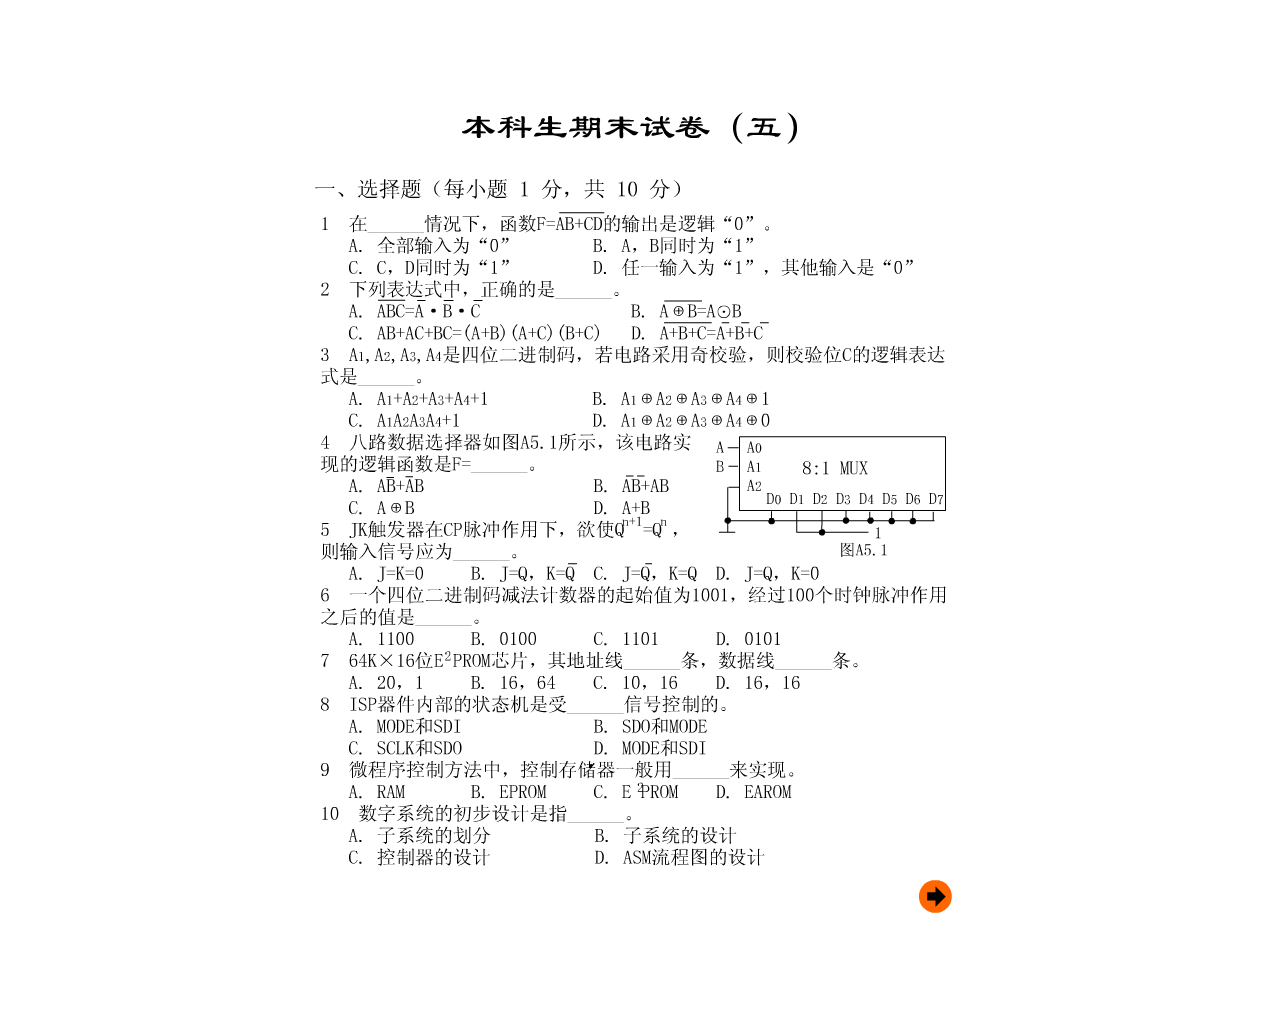 本科生期末试卷（五）
一、选择题（每小题 1 分，共 10 分）
1 在______情况下，函数F=A̅B̅+̅C̅D̅的输出是逻辑“0”。
A. 全部输入为“0” B. A，B同时为“1”
C. C，D同时为“1” D. 任一输入为“1”，其他输入是“0”
2 下列表达式中，正确的是______。
A. A̅B̅C̅=A̅·B̅·C̅ B. A̅⊕̅B̅=A⊙B
C. AB+AC+BC=(A+B)(A+C)(B+C) D. A̅+̅B̅+̅C̅=A̅+B̅+C̅
3 A1,A2,A3,A4是四位二进制码，若电路采用奇校验，则校验位C的逻辑表达
式是______。
A. A1+A2+A3+A4+1 B. A1⊕A2⊕A3⊕A4⊕1
C. A1A2A3A4+1 D. A1⊕A2⊕A3⊕A4⊕0
4 八路数据选择器如图A5.1所示，该电路实
现的逻辑函数是F=______。
A. AB̅+A̅B B. A̅B̅+AB
C. A⊕B D. A+B
A A0
B A1 8:1 MUX
A2
D0 D1 D2 D3 D4 D5 D6 D7
1
图A5.1
5 JK触发器在CP脉冲作用下，欲使Qⁿ⁺¹=Qⁿ，
则输入信号应为______。
A. J=K=0 B. J=Q，K=Q̅ C. J=Q̅，K=Q D. J=Q，K=0
6 一个四位二进制码减法计数器的起始值为1001，经过100个时钟脉冲作用
之后的值是______。
A. 1100 B. 0100 C. 1101 D. 0101
7 64K×16位E²PROM芯片，其地址线______条，数据线______条。
A. 20，1 B. 16，64 C. 10，16 D. 16，16
8 ISP器件内部的状态机是受______信号控制的。
A. MODE和SDI B. SDO和MODE
C. SCLK和SDO D. MODE和SDI
9 微程序控制方法中，控制存储器一般用______来实现。
A. RAM B. EPROM C. E²PROM D. EAROM
10 数字系统的初步设计是指______。
A. 子系统的划分 B. 子系统的设计
C. 控制器的设计 D. ASM流程图的设计